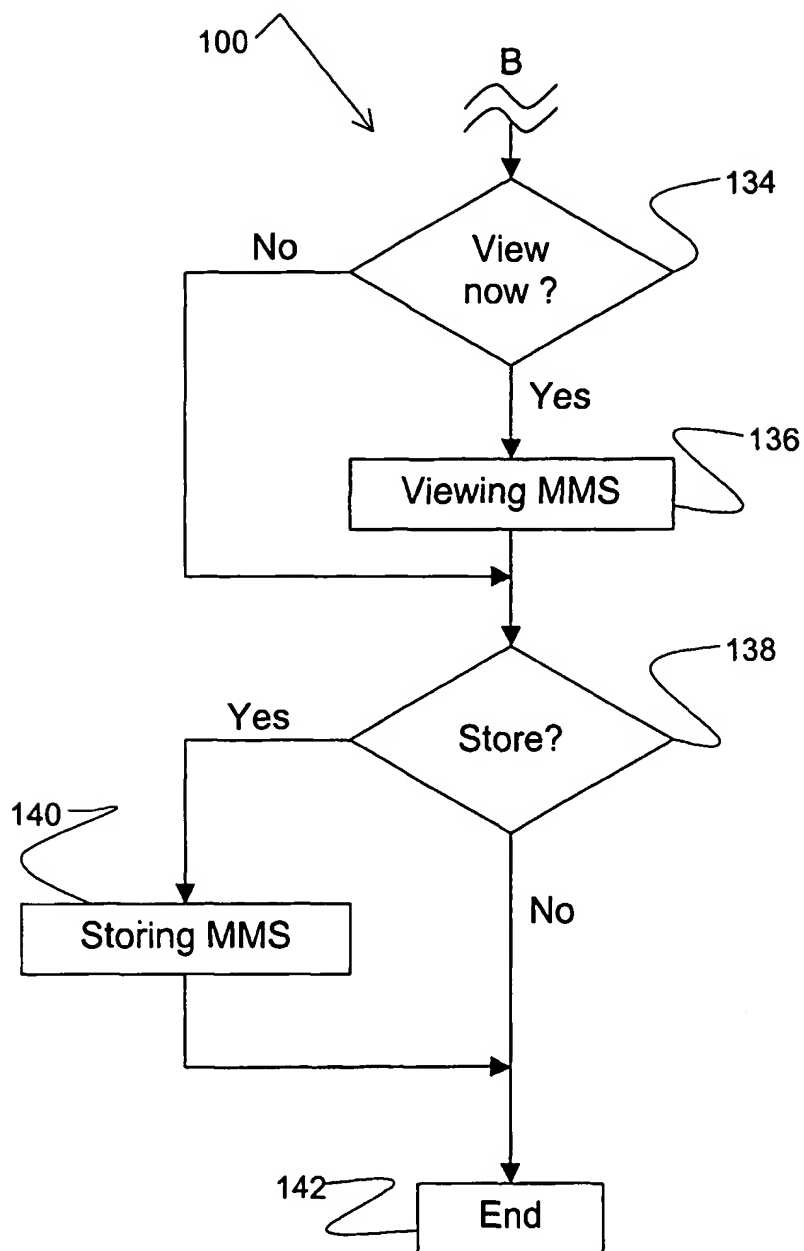 100
B
134
No
View
now ?
Yes
136
Viewing MMS
138
Yes
Store?
140
No
Storing MMS
142
End